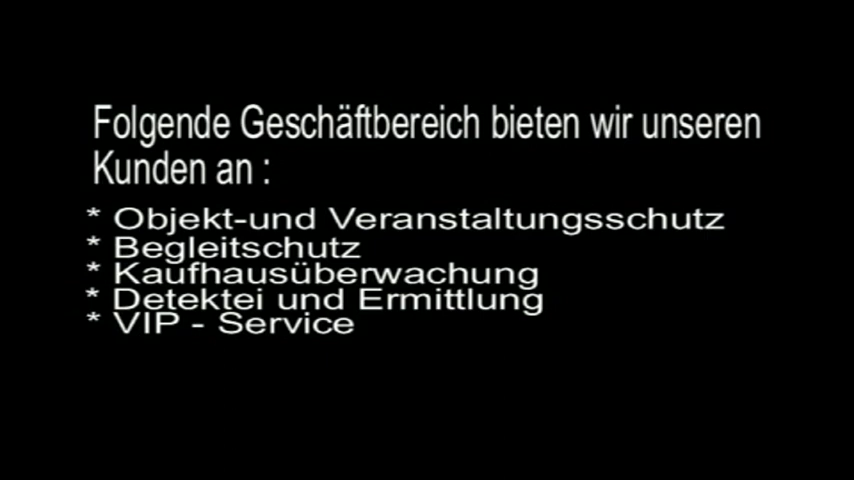 Folgende Geschäftbereich bieten wir unseren
Kunden an :
* Objekt-und Veranstaltungsschutz
* Begleitschutz
* Kaufhausüberwachung
* Detektei und Ermittlung
* VIP - Service